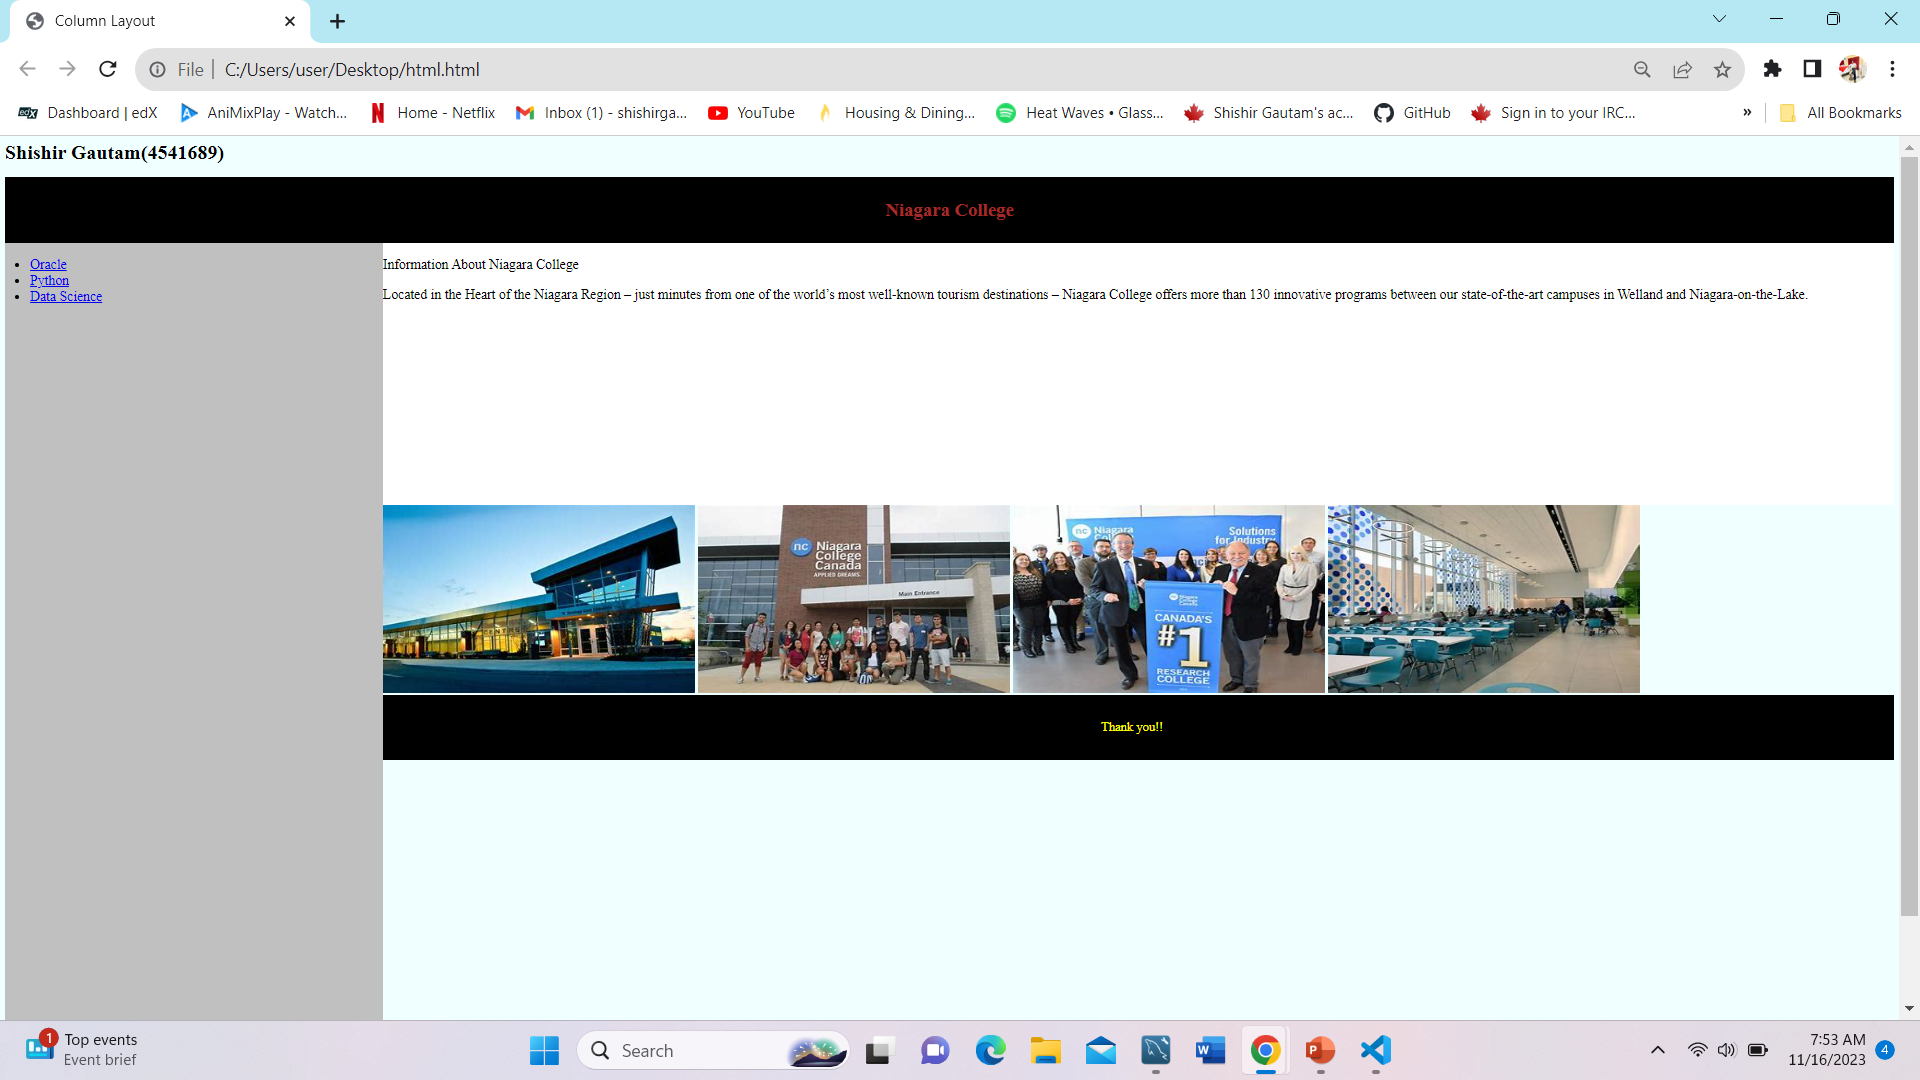 Column Layout
File
C:/Users/user/Desktop/html.html
Dashboard | edX
AniMixPlay - Watch...
Home - Netflix
Inbox (1) - shishirga...
YouTube
Housing & Dining...
Heat Waves • Glass...
Shishir Gautam's ac...
GitHub
Sign in to your IRC...
»
All Bookmarks
Shishir Gautam(4541689)
Niagara College
Oracle
Python
Data Science
Information About Niagara College
Located in the Heart of the Niagara Region – just minutes from one of the world’s most well-known tourism destinations – Niagara College offers more than 130 innovative programs between our state-of-the-art campuses in Welland and Niagara-on-the-Lake.
nc
Niagara
College
Canada
APPLIED DREAMS.
Main Entrance
nc
Niagara
Solutions
for Industry
Niagara
College
Canada
CANADA'S
#1
RESEARCH
COLLEGE
Thank you!!
1
Top events
Event brief
Search
7:53 AM
11/16/2023
4